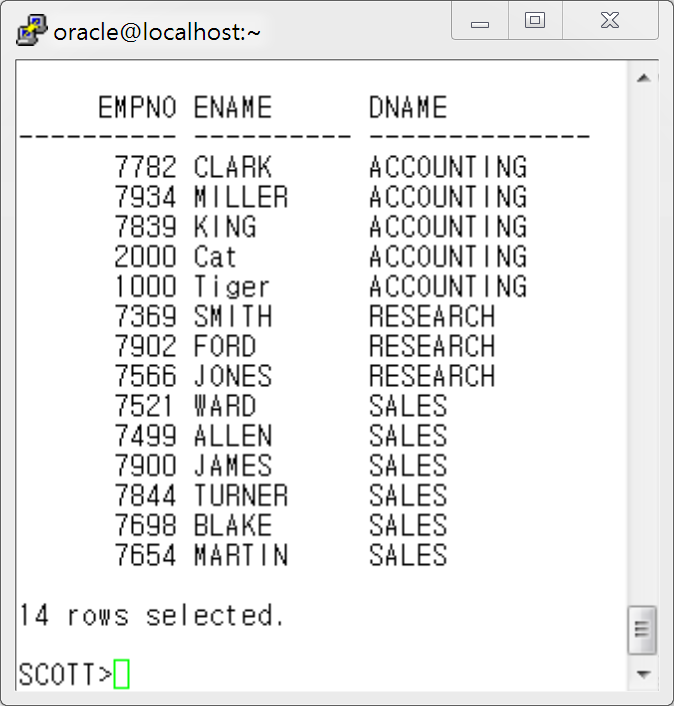 oracle@localhost:~
     EMPNO ENAME      DNAME
---------- ---------- --------------
      7782 CLARK      ACCOUNTING
      7934 MILLER     ACCOUNTING
      7839 KING       ACCOUNTING
      2000 Cat        ACCOUNTING
      1000 Tiger      ACCOUNTING
      7369 SMITH      RESEARCH
      7902 FORD       RESEARCH
      7566 JONES      RESEARCH
      7521 WARD       SALES
      7499 ALLEN      SALES
      7900 JAMES      SALES
      7844 TURNER     SALES
      7698 BLAKE      SALES
      7654 MARTIN     SALES
14 rows selected.
SCOTT>